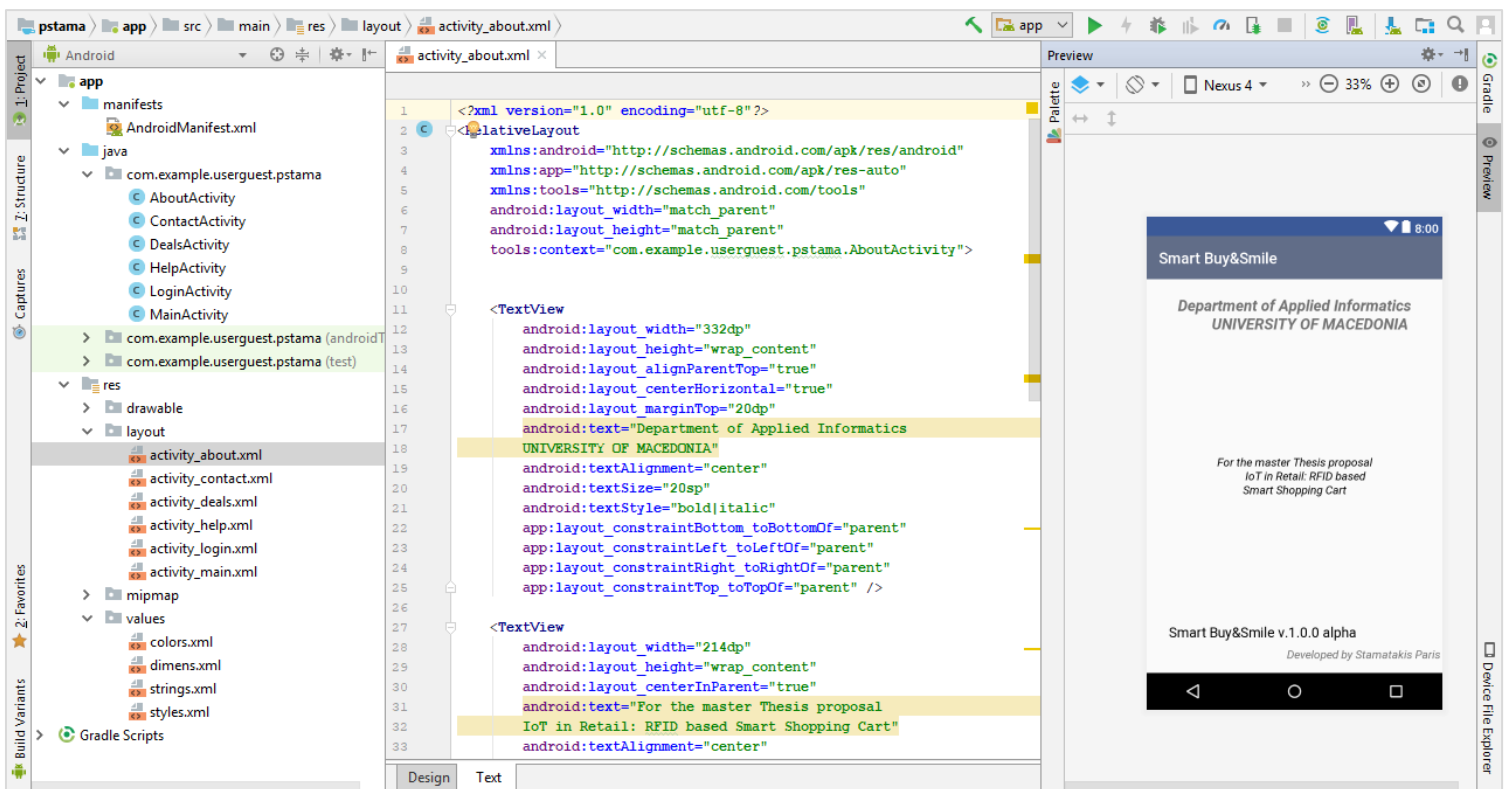 pstama app src main res layout activity_about.xml app
Android
activity_about.xml
Preview
1: Project
7: Structure
Captures
2: Favorites
Build Variants
app
manifests
AndroidManifest.xml
java
com.example.userguest.pstama
AboutActivity
ContactActivity
DealsActivity
HelpActivity
LoginActivity
MainActivity
com.example.userguest.pstama (androidT
com.example.userguest.pstama (test)
res
drawable
layout
activity_about.xml
activity_contact.xml
activity_deals.xml
activity_help.xml
activity_login.xml
activity_main.xml
mipmap
values
colors.xml
dimens.xml
strings.xml
styles.xml
Gradle Scripts
1 <?xml version="1.0" encoding="utf-8"?>
2 C <RelativeLayout
3 xmlns:android="http://schemas.android.com/apk/res/android"
4 xmlns:app="http://schemas.android.com/apk/res-auto"
5 xmlns:tools="http://schemas.android.com/tools"
6 android:layout_width="match_parent"
7 android:layout_height="match_parent"
8 tools:context="com.example.userguest.pstama.AboutActivity">
9
10
11 <TextView
12 android:layout_width="332dp"
13 android:layout_height="wrap_content"
14 android:layout_alignParentTop="true"
15 android:layout_centerHorizontal="true"
16 android:layout_marginTop="20dp"
17 android:text="Department of Applied Informatics
18 UNIVERSITY OF MACEDONIA"
19 android:textAlignment="center"
20 android:textSize="20sp"
21 android:textStyle="bold|italic"
22 app:layout_constraintBottom_toBottomOf="parent"
23 app:layout_constraintLeft_toLeftOf="parent"
24 app:layout_constraintRight_toRightOf="parent"
25 app:layout_constraintTop_toTopOf="parent" />
26
27 <TextView
28 android:layout_width="214dp"
29 android:layout_height="wrap_content"
30 android:layout_centerInParent="true"
31 android:text="For the master Thesis proposal
32 IoT in Retail: RFID based Smart Shopping Cart"
33 android:textAlignment="center"
Design Text
Palette
Nexus 4 » 33%
8:00
Smart Buy&Smile
Department of Applied Informatics
UNIVERSITY OF MACEDONIA
For the master Thesis proposal
IoT in Retail: RFID based
Smart Shopping Cart
Smart Buy&Smile v.1.0.0 alpha
Developed by Stamatakis Paris
Gradle
Preview
Device File Explorer